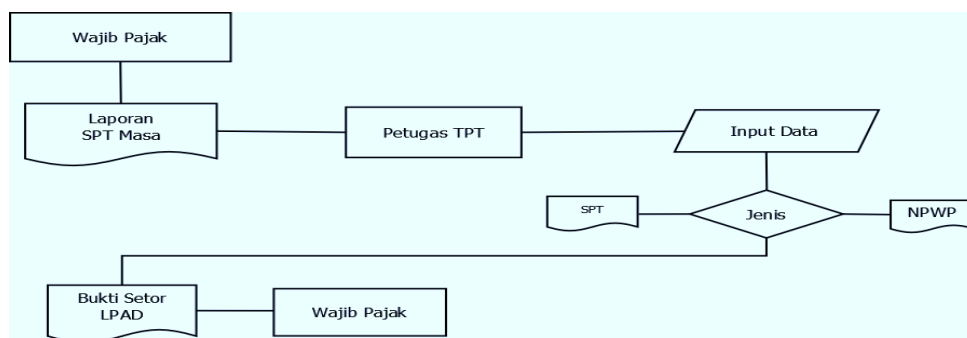 Wajib Pajak
Laporan
SPT Masa
Petugas TPT
Input Data
SPT
Jenis
NPWP
Bukti Setor
LPAD
Wajib Pajak